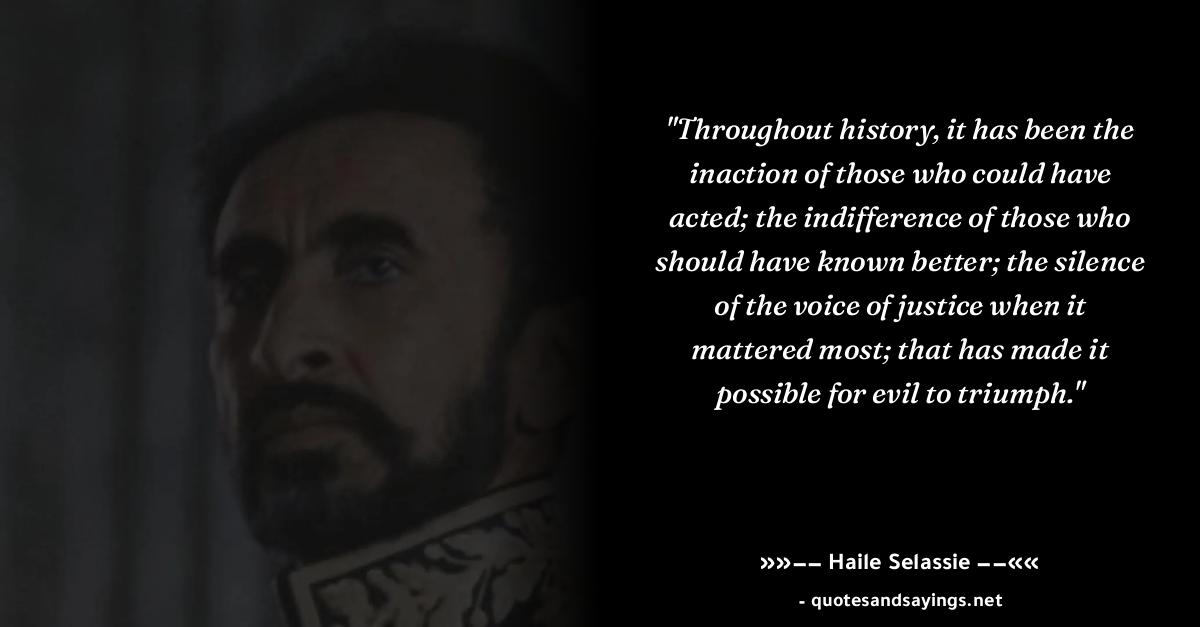 "Throughout history, it has been the
inaction of those who could have
acted; the indifference of those who
should have known better; the silence
of the voice of justice when it
mattered most; that has made it
possible for evil to triumph."
»»−− Haile Selassie −−««
- quotesandsayings.net